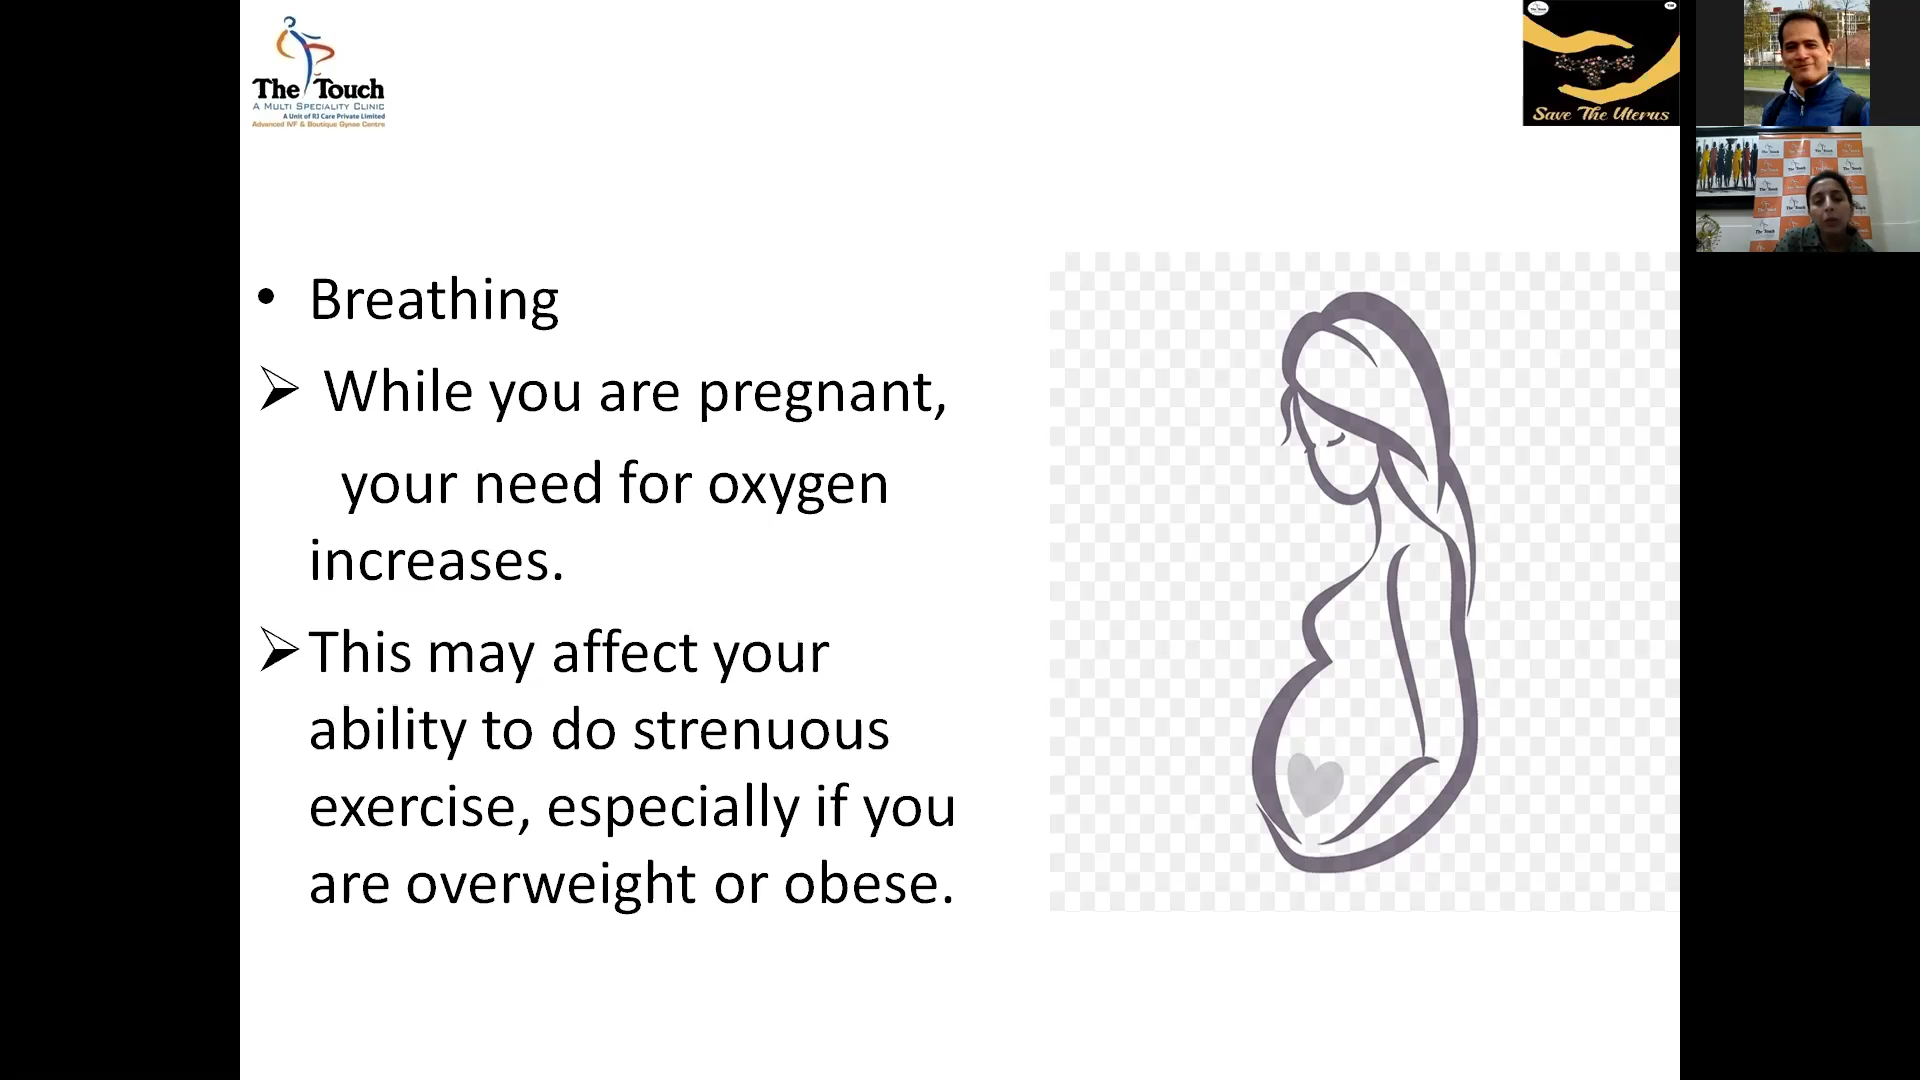 The Touch
A MULTI SPECIALITY CLINIC
A Unit of RJ Care Private Limited
Advanced IVF & Boutique Gynae Centre
Save The Uterus
• Breathing
➢ While you are pregnant,
your need for oxygen
increases.
➢ This may affect your
ability to do strenuous
exercise, especially if you
are overweight or obese.